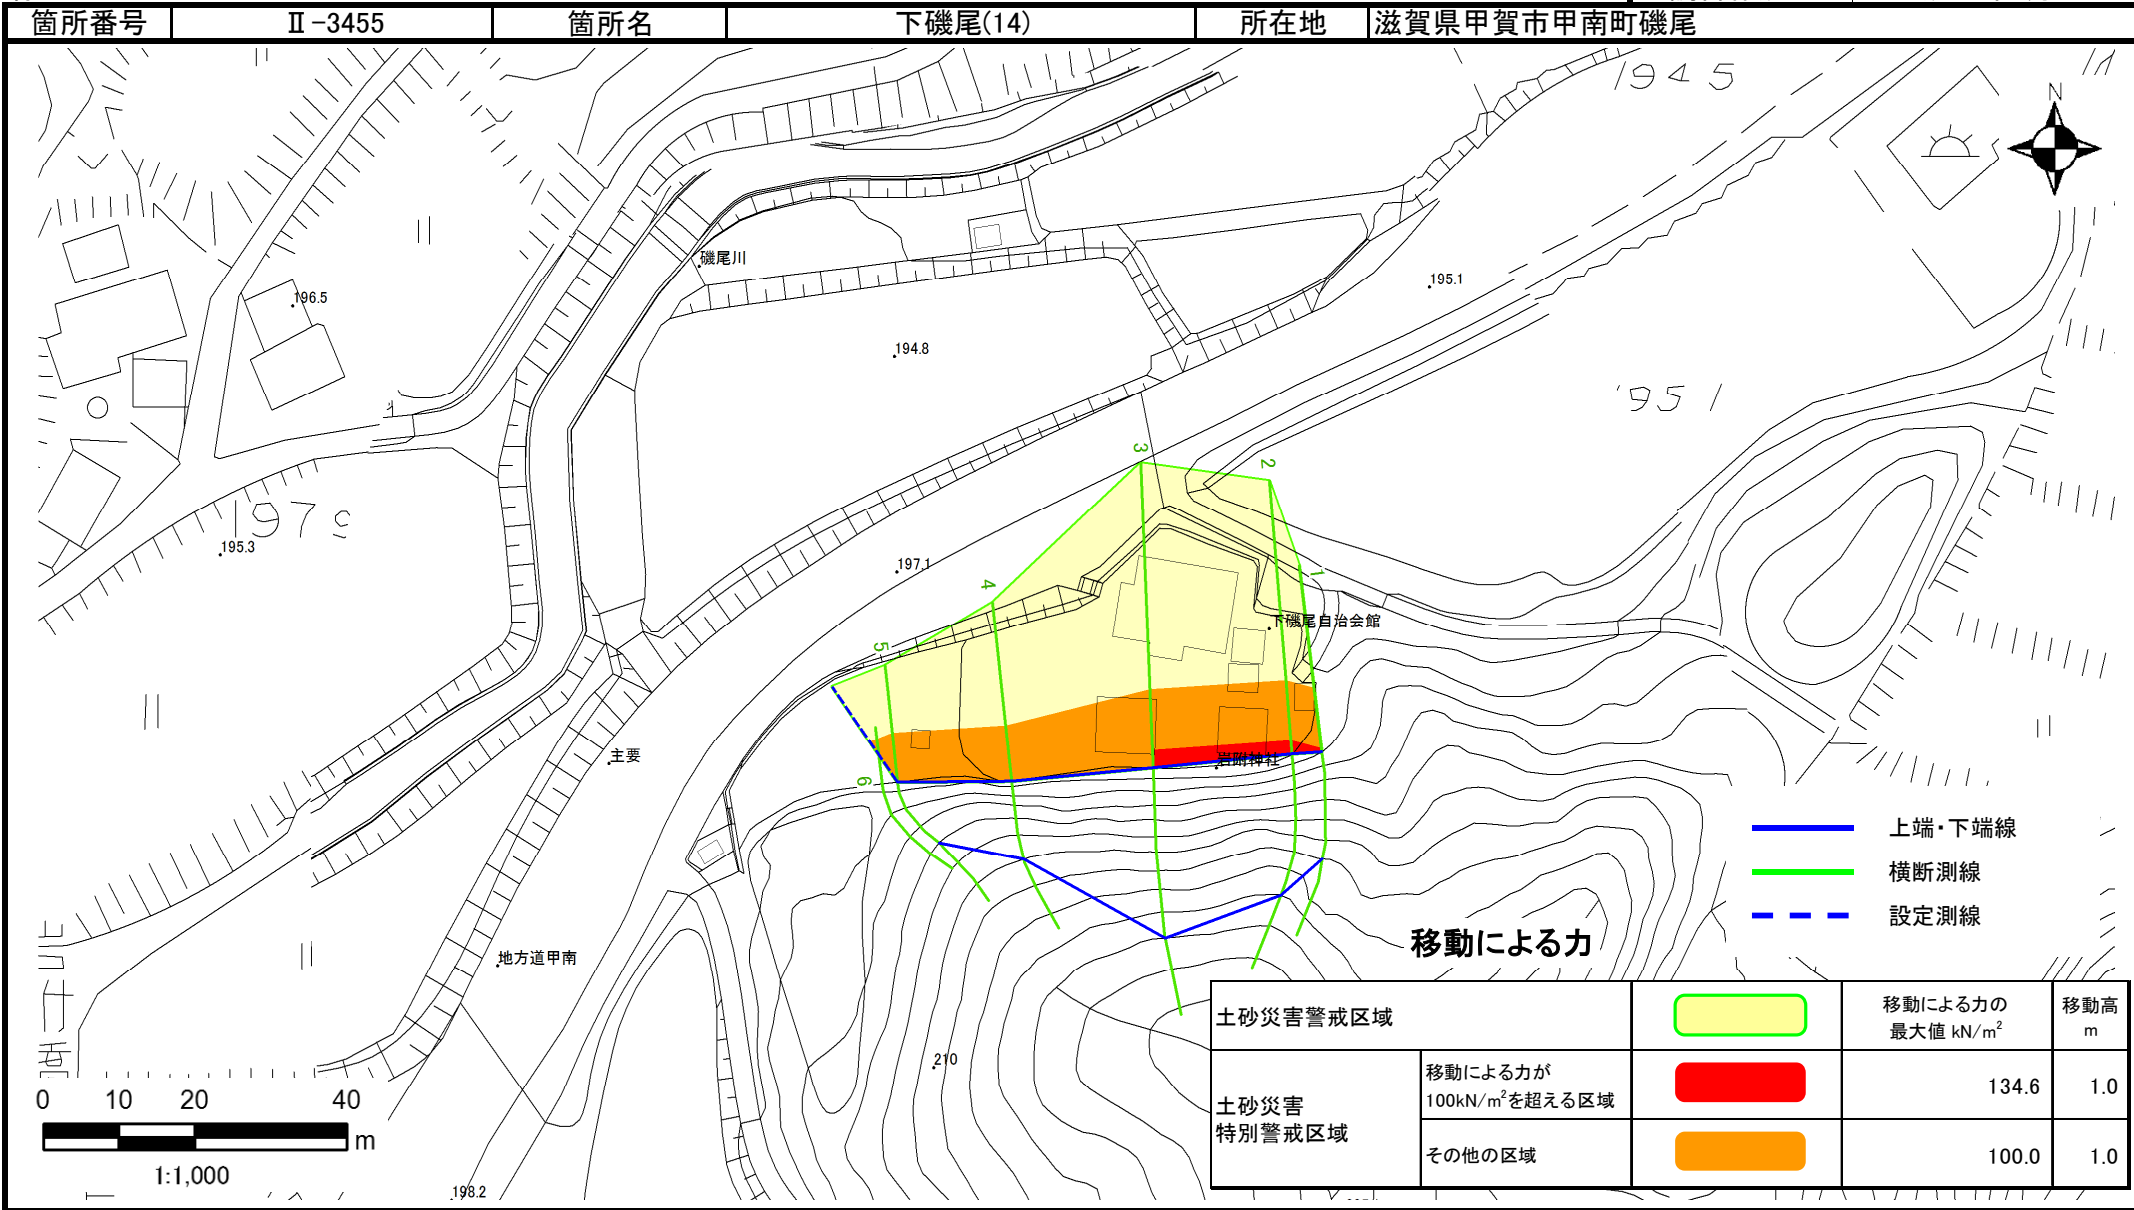 箇所番号 Ⅱ-3455 箇所名 下磯尾(14) 所在地 滋賀県甲賀市甲南町磯尾
1945
N
磯尾川
196.5
195.1
194.8
951
3
2
197.9
195.3
197.1
4
1
下磯尾自治会館
5
主要
岩附神社
6
上端・下端線
横断測線
設定測線
移動による力
地方道甲南
210
198.2
0 10 20 40
m
1:1,000
土砂災害警戒区域
移動による力の
最大値 kN/m²
移動高
m
土砂災害
特別警戒区域
移動による力が
100kN/m²を超える区域
134.6 1.0
その他の区域
100.0 1.0